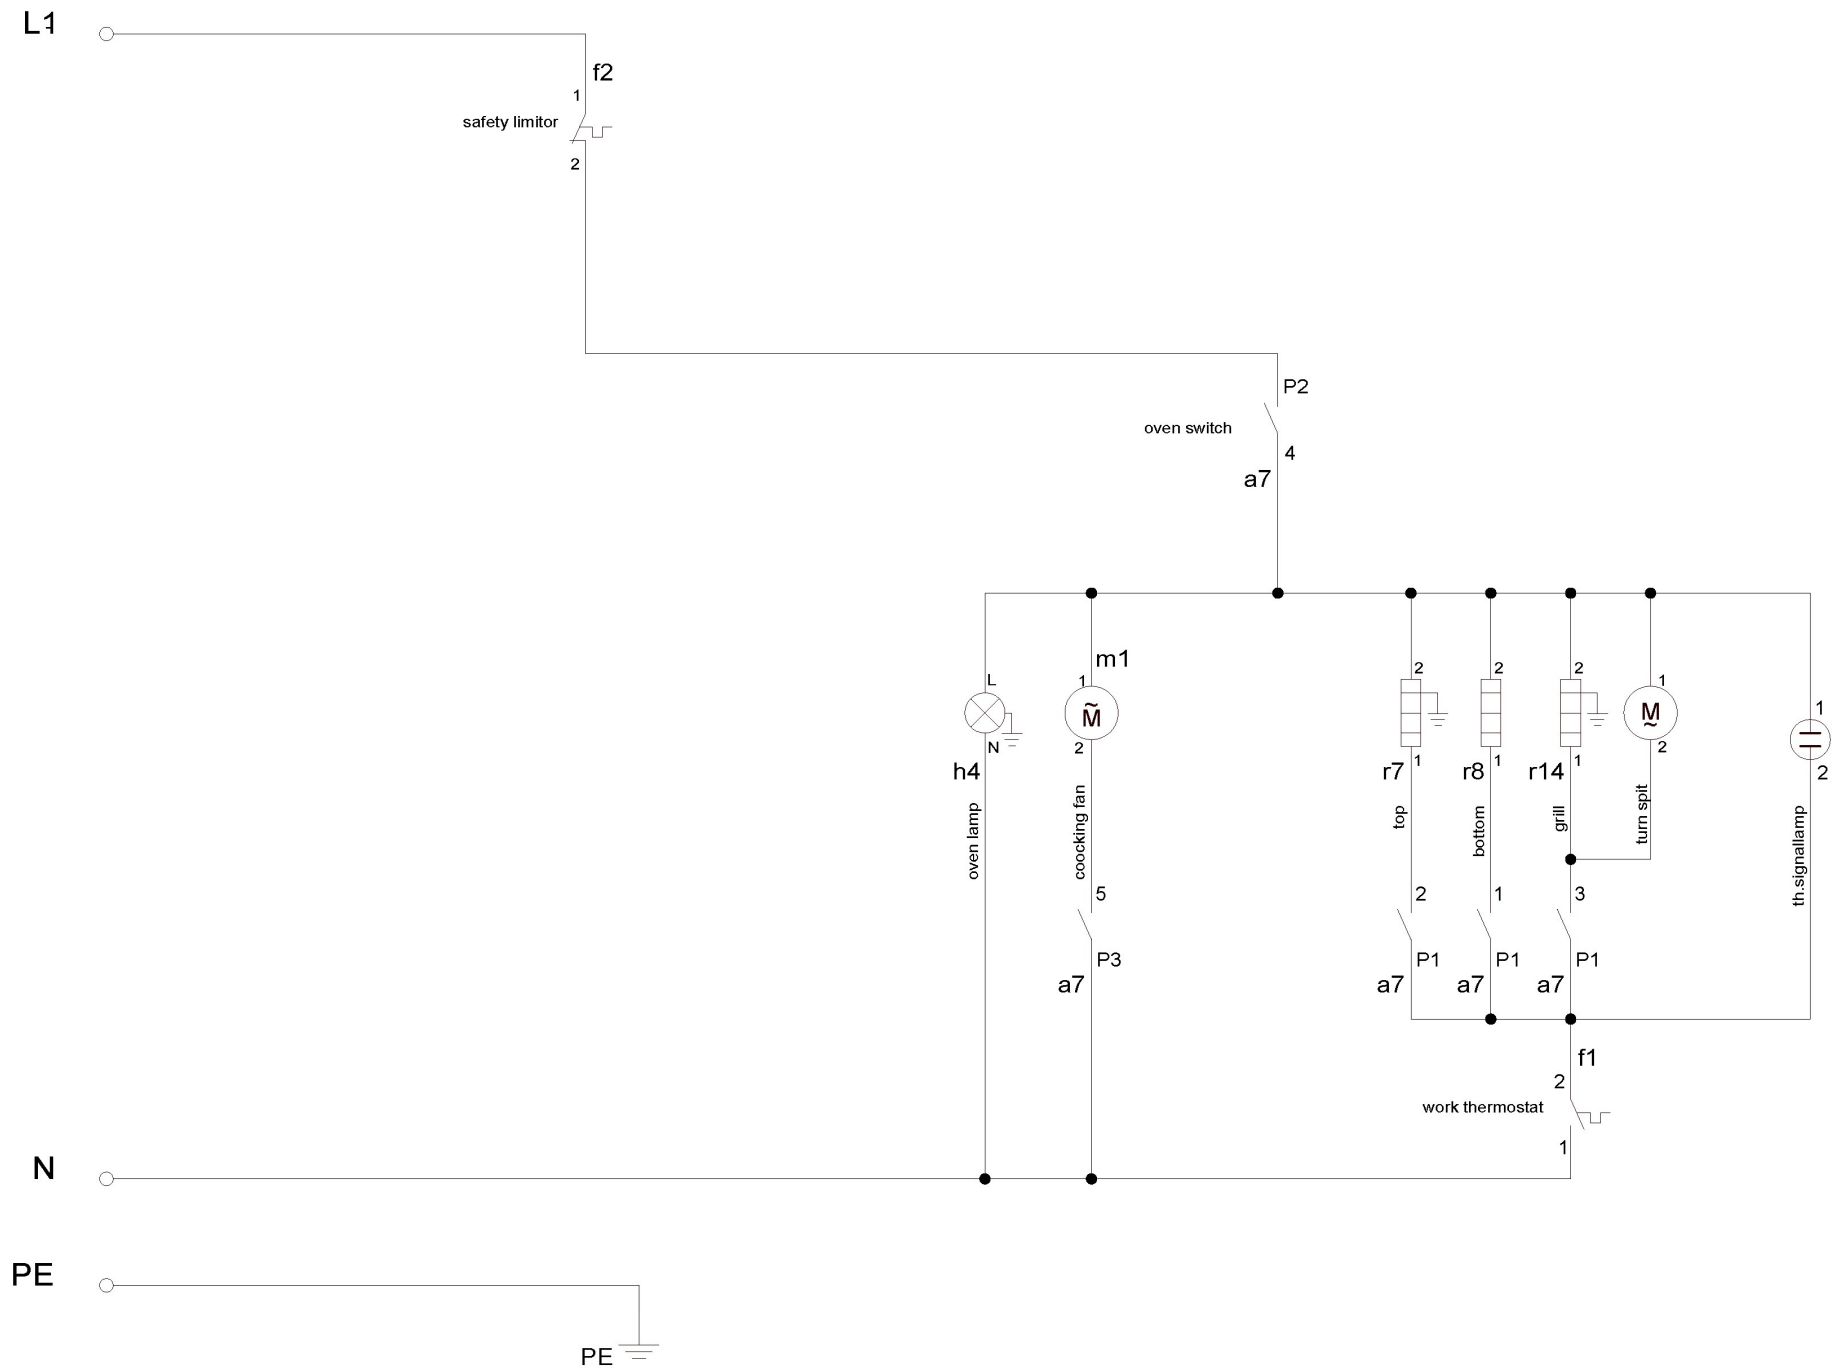 L1
f2
1
safety limitor
2
P2
oven switch
4
a7
m1
L
1
2
2
2
1
1
M
M
N
2
1
1
1
2
h4
r7
r8
r14
2
oven lamp
coocking fan
top
bottom
grill
turn spit
th.signallamp
5
2
1
3
P3
P1
P1
P1
a7
a7
a7
a7
f1
2
work thermostat
1
N
PE
PE